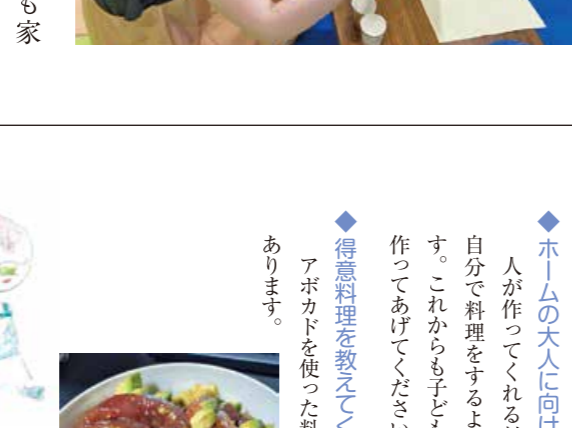 も家
◆ホームの大人に向け
人が作ってくれる
自分で料理をするよ
す。これからも子ども
作ってあげてください
◆得意料理を教えてく
アボカドを使った料
あります。